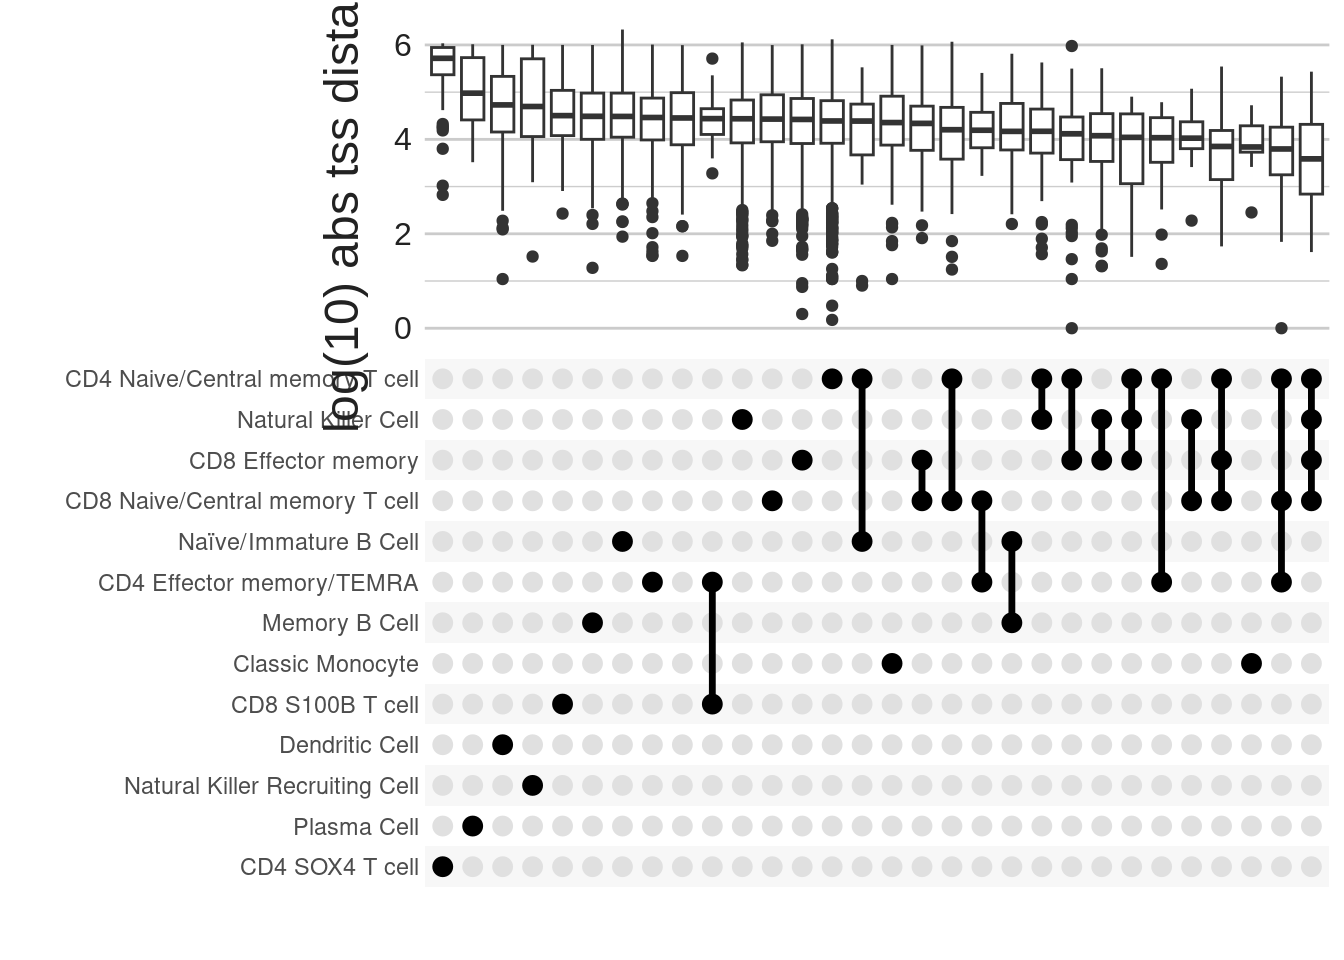 log(10) abs tss dista
6
4
2
0
CD4 Naive/Central memory T cell
Natural Killer Cell
CD8 Effector memory
CD8 Naive/Central memory T cell
Naïve/Immature B Cell
CD4 Effector memory/TEMRA
Memory B Cell
Classic Monocyte
CD8 S100B T cell
Dendritic Cell
Natural Killer Recruiting Cell
Plasma Cell
CD4 SOX4 T cell